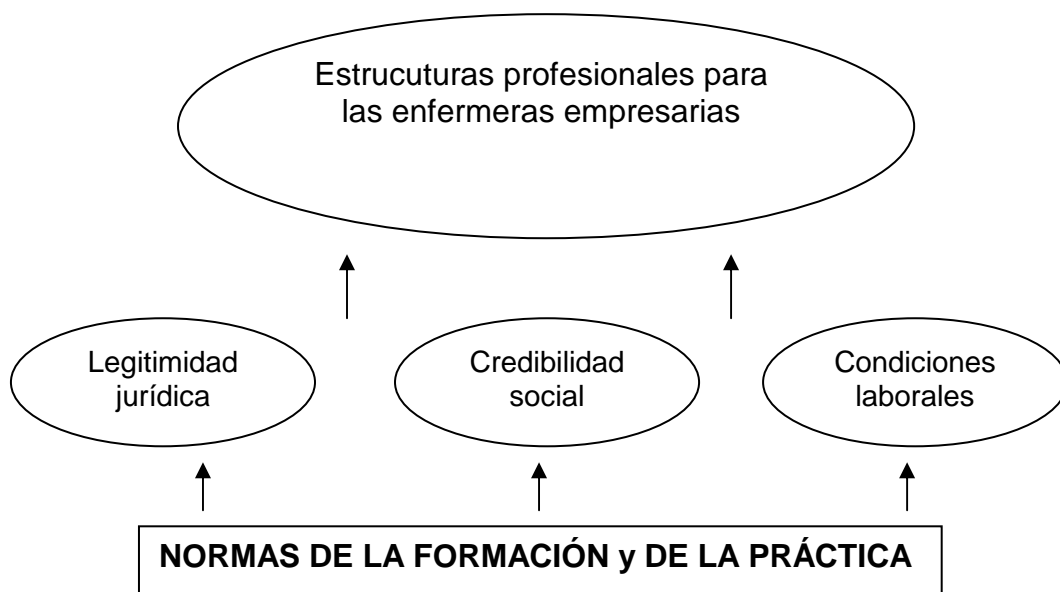 Estrucuturas profesionales para
las enfermeras empresarias
Legitimidad
jurídica
Credibilidad
social
Condiciones
laborales
NORMAS DE LA FORMACIÓN y DE LA PRÁCTICA